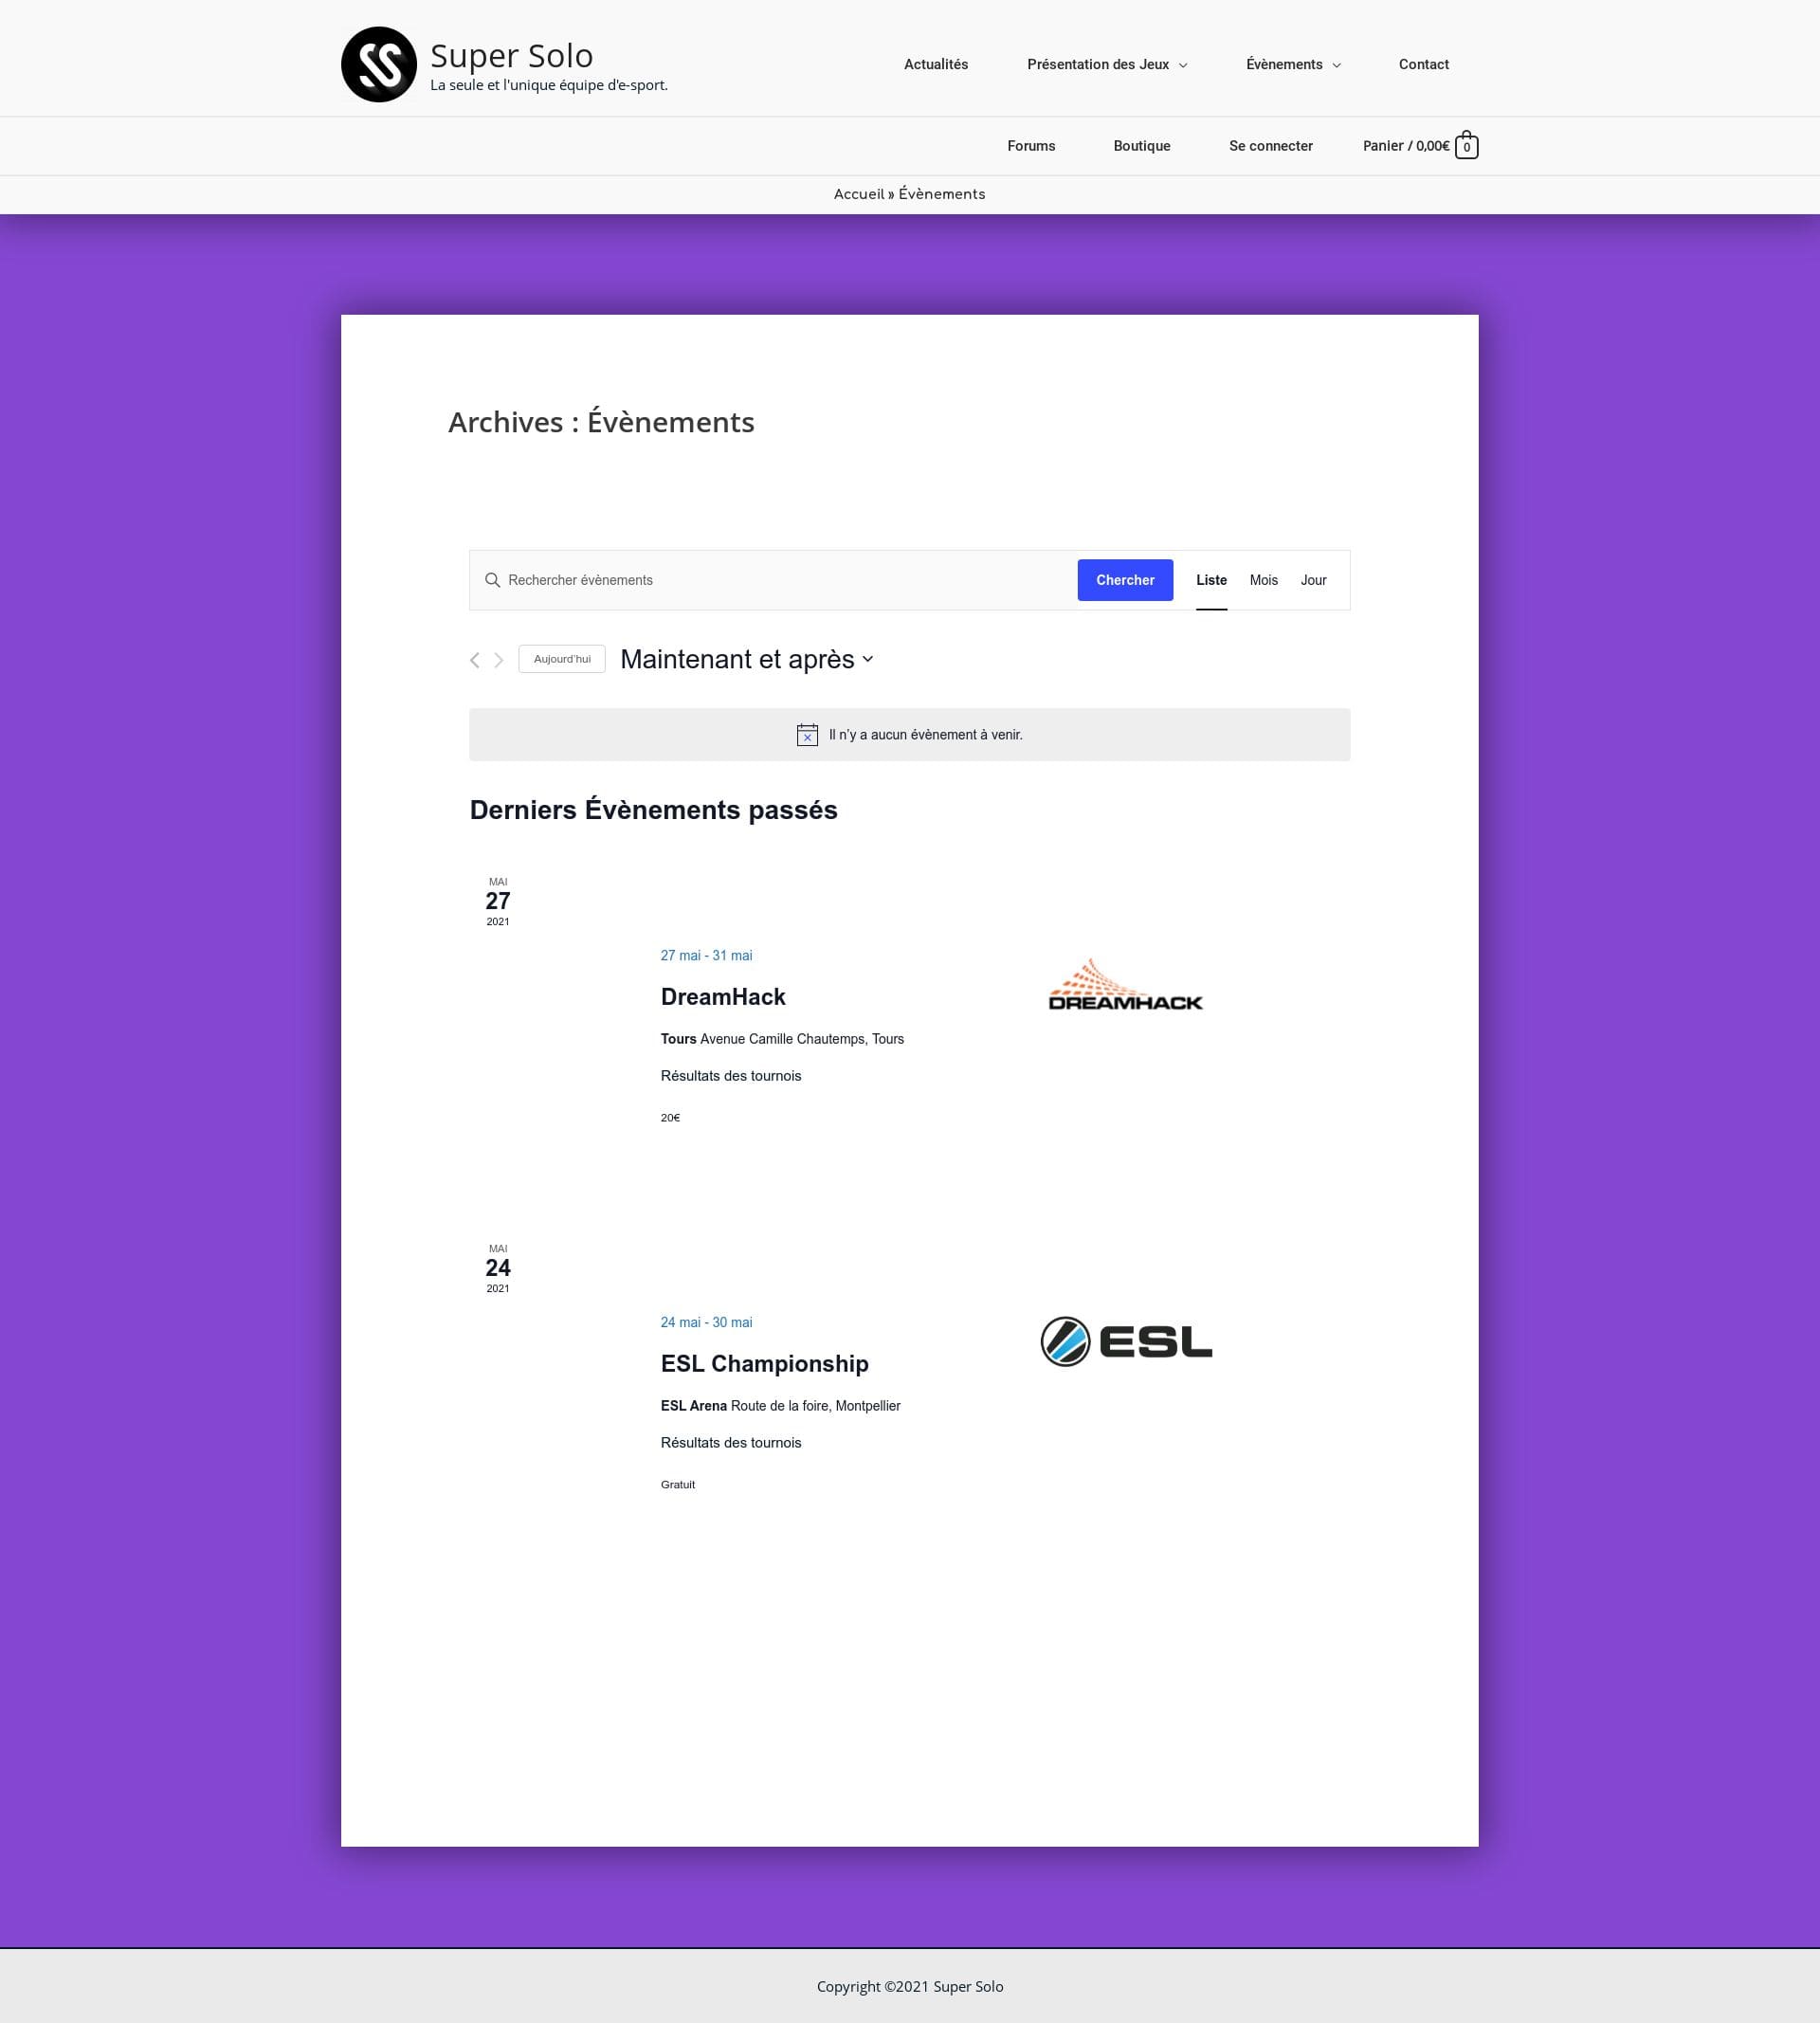 Super Solo
La seule et l'unique équipe d'e-sport.
Actualités
Présentation des Jeux
Évènements
Contact
Forums
Boutique
Se connecter
Panier / 0,00€
0
Accueil » Évènements
Archives : Évènements
Rechercher évènements
Chercher
Liste
Mois
Jour
Aujourd’hui
Maintenant et après
Il n’y a aucun évènement à venir.
Derniers Évènements passés
MAI
27
2021
27 mai - 31 mai
DreamHack
Tours Avenue Camille Chautemps, Tours
Résultats des tournois
20€
DREAMHACK
MAI
24
2021
24 mai - 30 mai
ESL Championship
ESL Arena Route de la foire, Montpellier
Résultats des tournois
Gratuit
ESL
Copyright ©2021 Super Solo